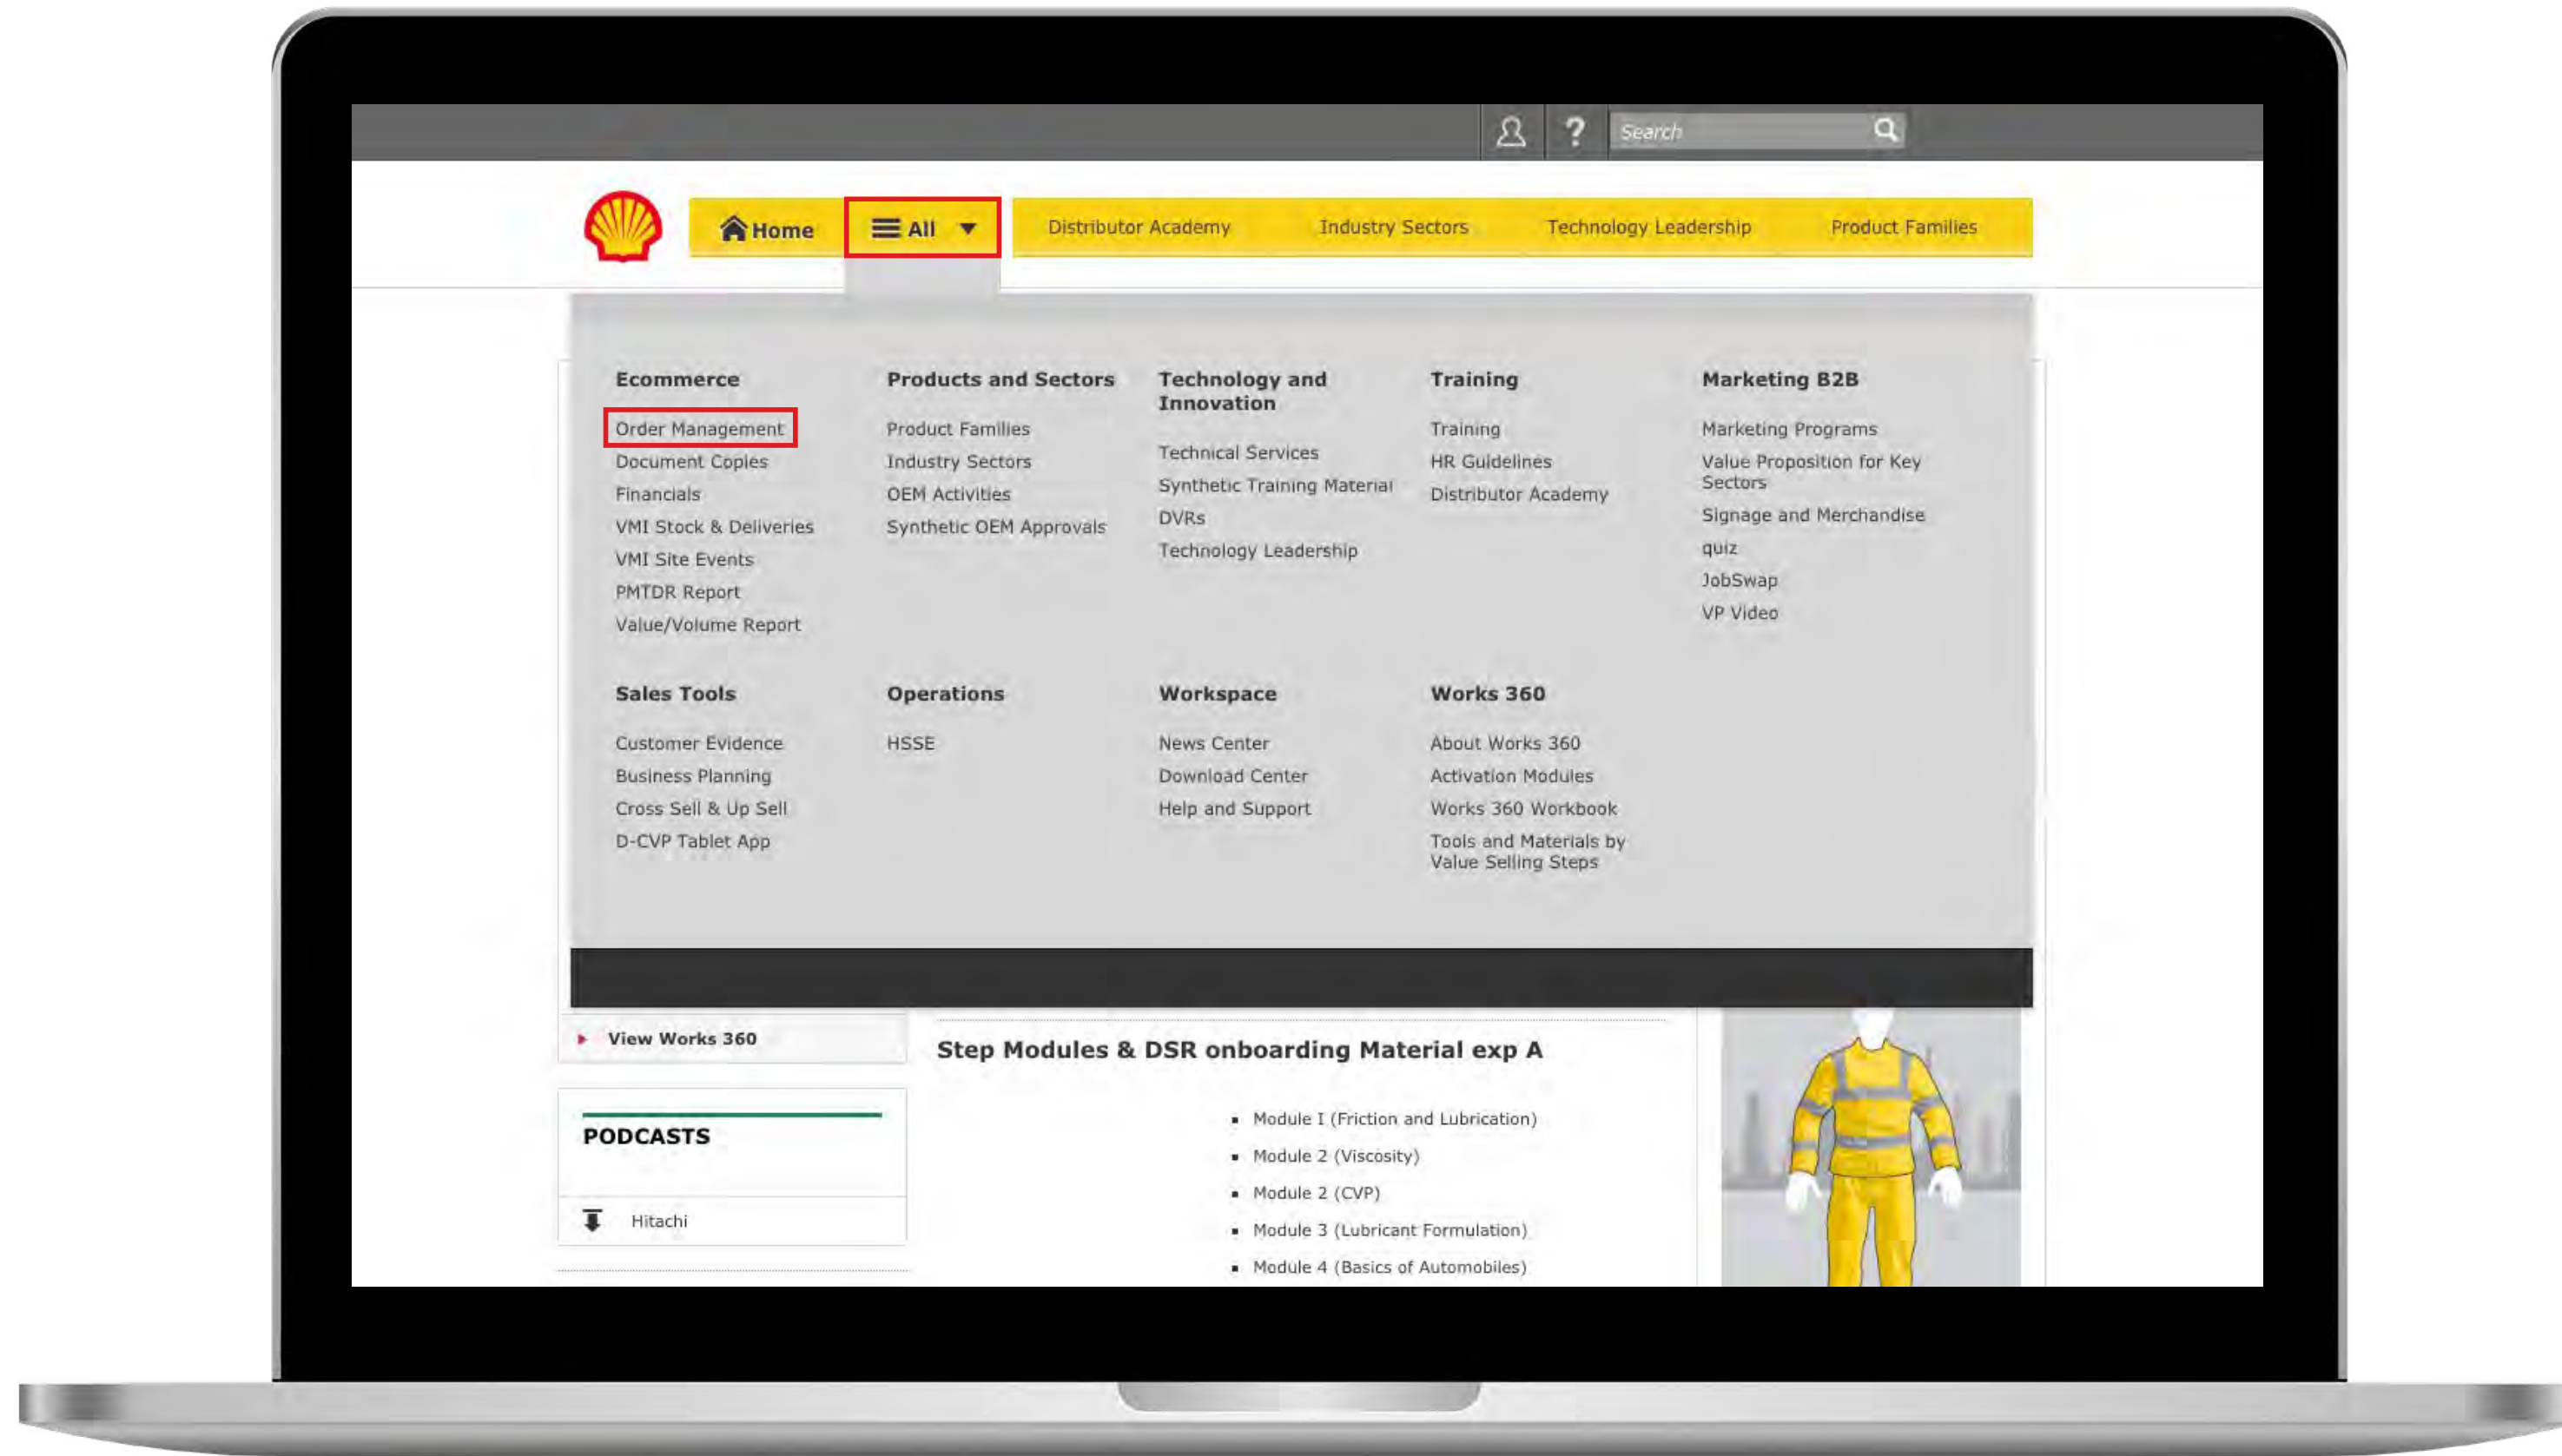 Search
Home
All
Distributor Academy
Industry Sectors
Technology Leadership
Product Families
Ecommerce
Order Management
Document Copies
Financials
VMI Stock & Deliveries
VMI Site Events
PMTDR Report
Value/Volume Report
Products and Sectors
Product Families
Industry Sectors
OEM Activities
Synthetic OEM Approvals
Technology and
Innovation
Technical Services
Synthetic Training Material
DVRs
Technology Leadership
Training
Training
HR Guidelines
Distributor Academy
Marketing B2B
Marketing Programs
Value Proposition for Key
Sectors
Signage and Merchandise
quiz
JobSwap
VP Video
Sales Tools
Customer Evidence
Business Planning
Cross Sell & Up Sell
D-CVP Tablet App
Operations
HSSE
Workspace
News Center
Download Center
Help and Support
Works 360
About Works 360
Activation Modules
Works 360 Workbook
Tools and Materials by
Value Selling Steps
View Works 360
PODCASTS
Hitachi
Step Modules & DSR onboarding Material exp A
Module I (Friction and Lubrication)
Module 2 (Viscosity)
Module 2 (CVP)
Module 3 (Lubricant Formulation)
Module 4 (Basics of Automobiles)